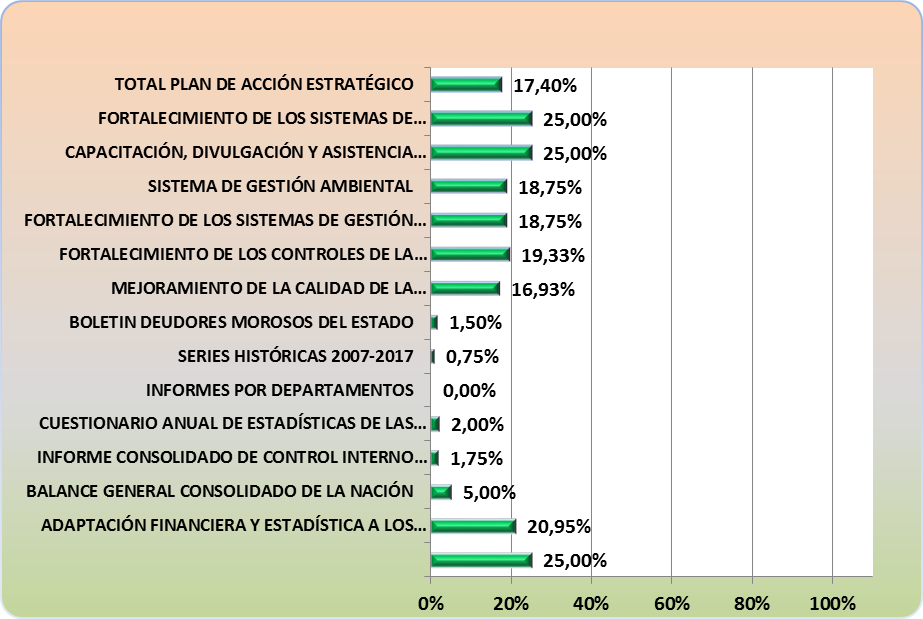 TOTAL PLAN DE ACCIÓN ESTRATÉGICO 17,40%
FORTALECIMIENTO DE LOS SISTEMAS DE... 25,00%
CAPACITACIÓN, DIVULGACIÓN Y ASISTENCIA... 25,00%
SISTEMA DE GESTIÓN AMBIENTAL 18,75%
FORTALECIMIENTO DE LOS SISTEMAS DE GESTIÓN... 18,75%
FORTALECIMIENTO DE LOS CONTROLES DE LA... 19,33%
MEJORAMIENTO DE LA CALIDAD DE LA... 16,93%
BOLETIN DEUDORES MOROSOS DEL ESTADO 1,50%
SERIES HISTÓRICAS 2007-2017 0,75%
INFORMES POR DEPARTAMENTOS 0,00%
CUESTIONARIO ANUAL DE ESTADÍSTICAS DE LAS... 2,00%
INFORME CONSOLIDADO DE CONTROL INTERNO... 1,75%
BALANCE GENERAL CONSOLIDADO DE LA NACIÓN 5,00%
ADAPTACIÓN FINANCIERA Y ESTADÍSTICA A LOS... 20,95%
25,00%
0% 20% 40% 60% 80% 100%